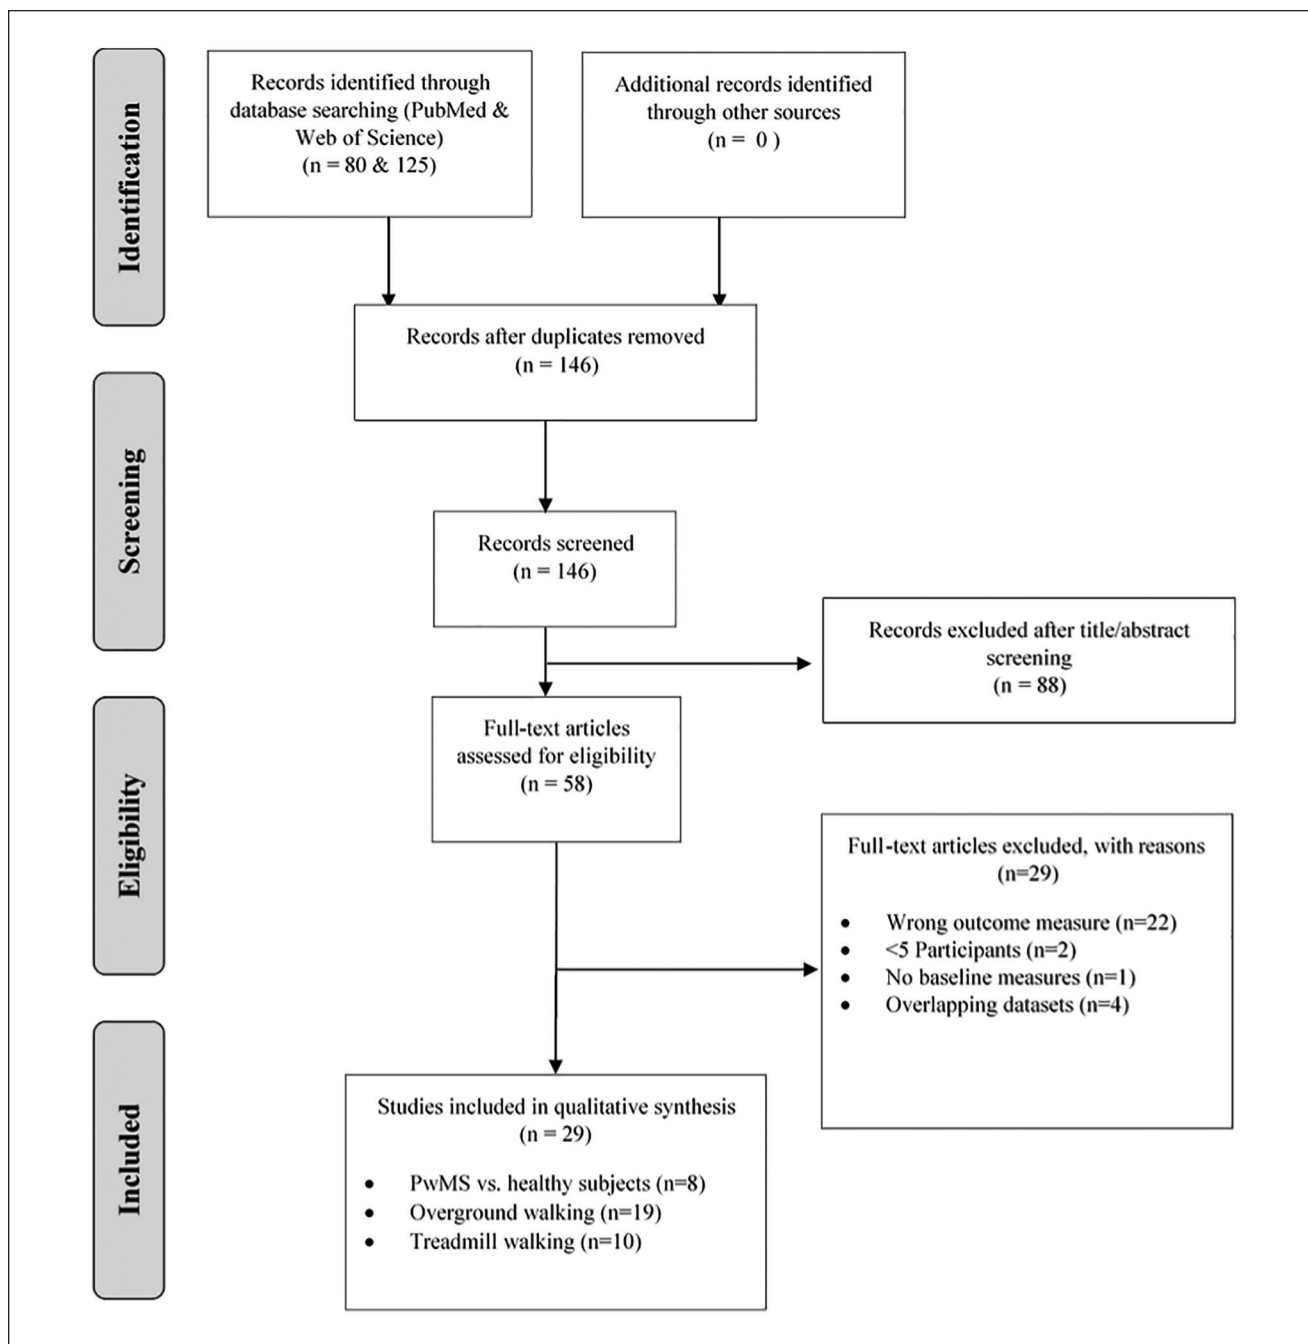 Identification
Records identified through
database searching (PubMed &
Web of Science)
(n = 80 & 125)
Additional records identified
through other sources
(n =  0 )
Records after duplicates removed
(n = 146)
Screening
Records screened
(n = 146)
Records excluded after title/abstract
screening
(n = 88)
Eligibility
Full-text articles
assessed for eligibility
(n = 58)
Full-text articles excluded, with reasons
(n=29)
• Wrong outcome measure (n=22)
• <5 Participants (n=2)
• No baseline measures (n=1)
• Overlapping datasets (n=4)
Included
Studies included in qualitative synthesis
(n = 29)
• PwMS vs. healthy subjects (n=8)
• Overground walking (n=19)
• Treadmill walking (n=10)